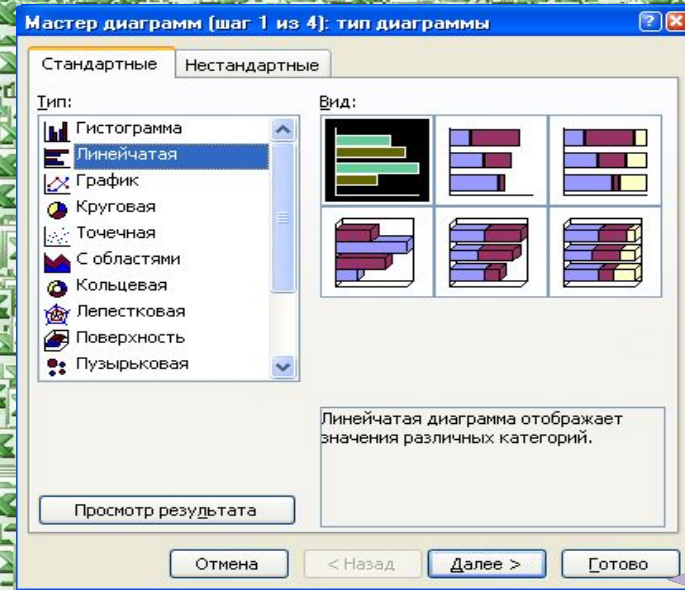 Мастер диаграмм (шаг 1 из 4): тип диаграммы
Стандартные
Нестандартные
Тип:
Гистограмма
Линейчатая
График
Круговая
Точечная
С областями
Кольцевая
Лепестковая
Поверхность
Пузырьковая
Вид:
Линейчатая диаграмма отображает
значения различных категорий.
Просмотр результата
Отмена
< Назад
Далее >
Готово